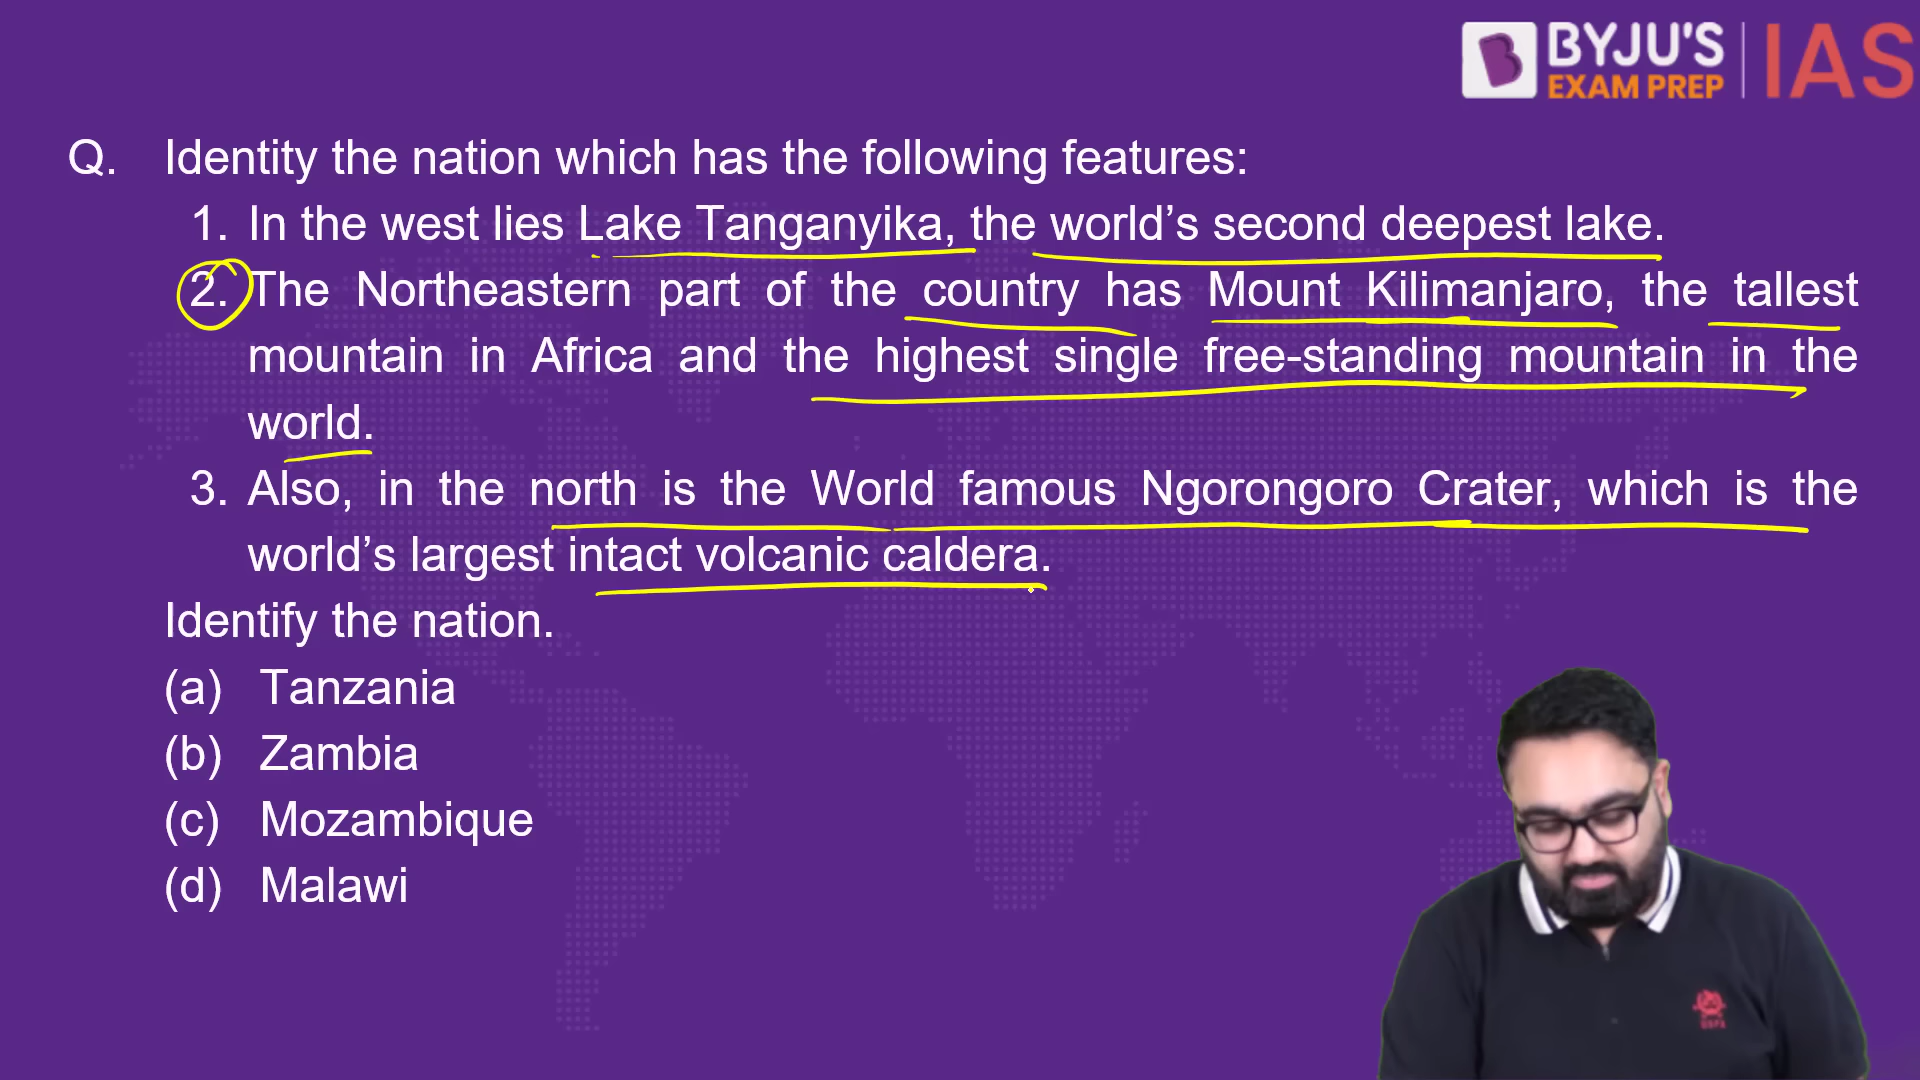 BYJU'S
EXAM PREP
IAS
Q. Identity the nation which has the following features:
1. In the west lies Lake Tanganyika, the world's second deepest lake.
2. The Northeastern part of the country has Mount Kilimanjaro, the tallest
mountain in Africa and the highest single free-standing mountain in the
world.
3. Also, in the north is the World famous Ngorongoro Crater, which is the
world's largest intact volcanic caldera.
Identify the nation.
(a) Tanzania
(b) Zambia
(c) Mozambique
(d) Malawi